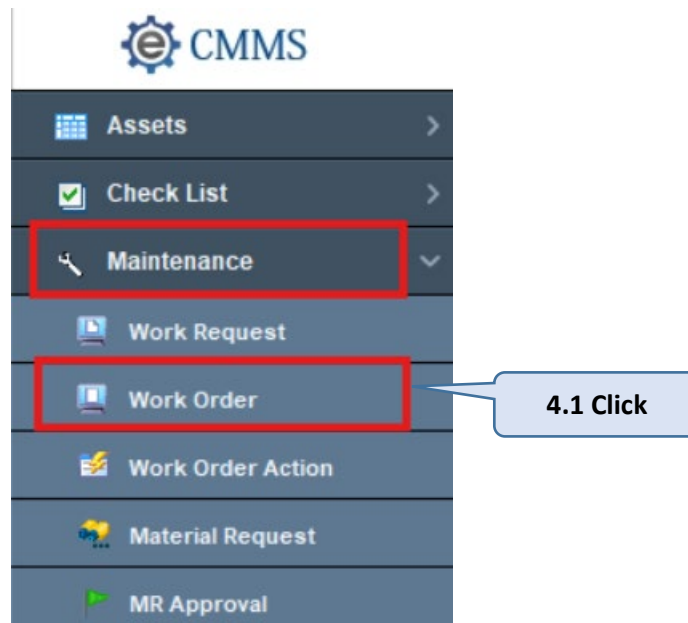 e CMMS
Assets
Check List
Maintenance
Work Request
Work Order
4.1 Click
Work Order Action
Material Request
MR Approval